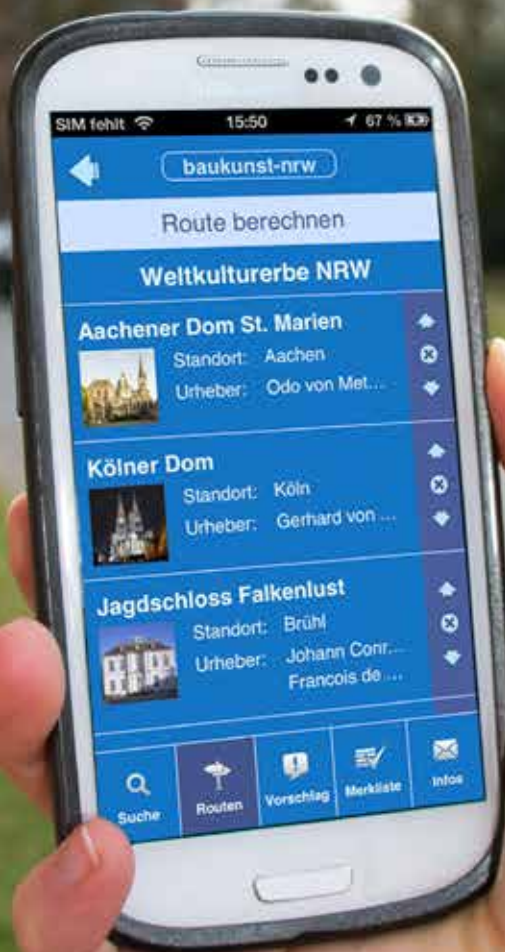 SIM fehlt 15:50 67 %
baukunst-nrw
Route berechnen
Weltkulturerbe NRW
Aachener Dom St. Marien
Standort: Aachen
Urheber: Odo von Met...
Kölner Dom
Standort: Köln
Urheber: Gerhard von ...
Jagdschloss Falkenlust
Standort: Brühl
Urheber: Johann Conr...
Francois de ...
Suche Routen Vorschlag Merkliste Infos